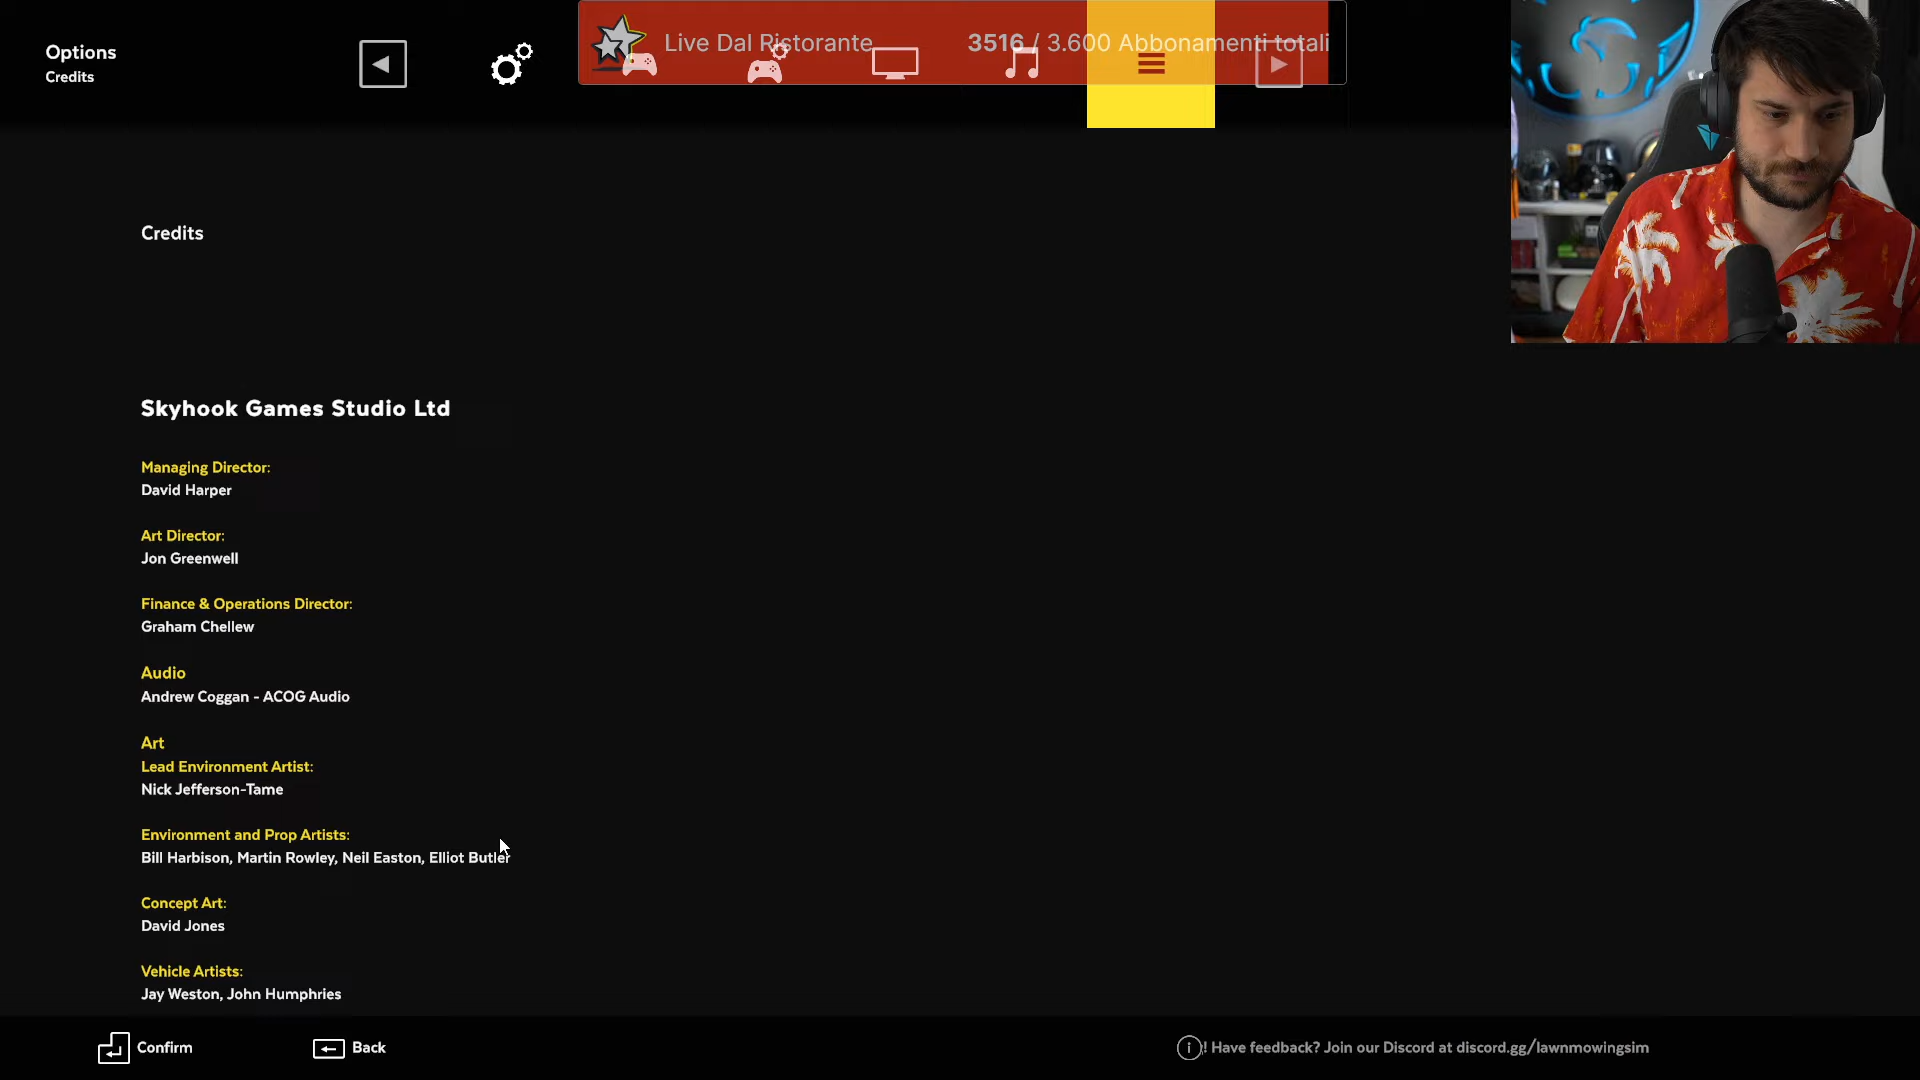 Options
Credits
Live Dal Ristorante
3516 / 3.600 Abbonamenti totali
Credits
Skyhook Games Studio Ltd
Managing Director:
David Harper
Art Director:
Jon Greenwell
Finance & Operations Director:
Graham Chellew
Audio
Andrew Coggan - ACOG Audio
Art
Lead Environment Artist:
Nick Jefferson-Tame
Environment and Prop Artists:
Bill Harbison, Martin Rowley, Neil Easton, Elliot Butler
Concept Art:
David Jones
Vehicle Artists:
Jay Weston, John Humphries
Confirm
Back
! Have feedback? Join our Discord at discord.gg/lawnmowingsim